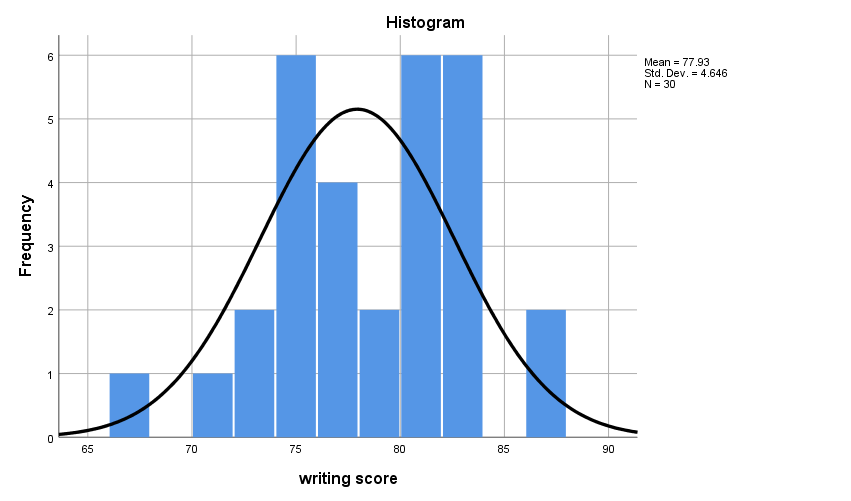 Histogram
Mean = 77.93
Std. Dev. = 4.646
N = 30
6
5
4
3
2
1
0
Frequency
65 70 75 80 85 90
writing score